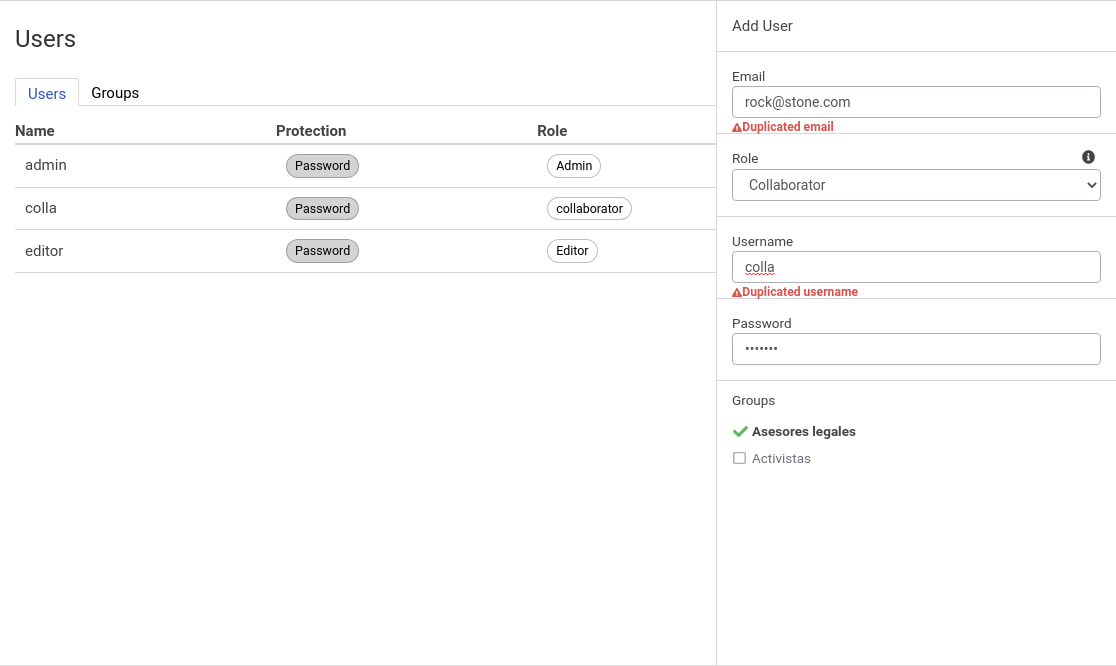 Users
Users Groups
Name Protection Role
admin Password Admin
colla Password collaborator
editor Password Editor
Add User
Email
rock@stone.com
Duplicated email
Role
Collaborator
Username
colla
Duplicated username
Password
•••••••
Groups
Asesores legales
Activistas